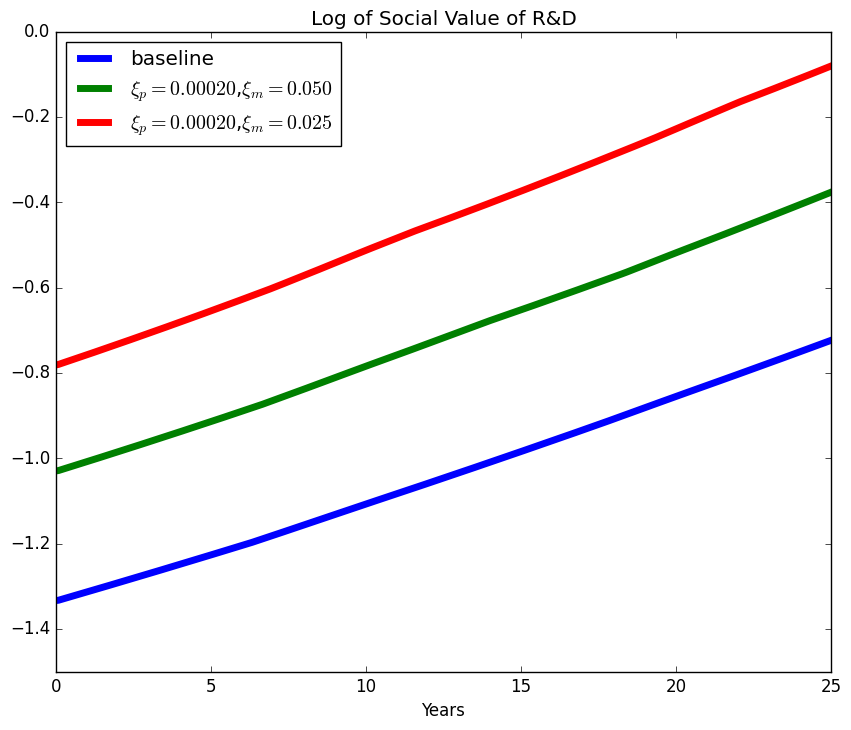 Log of Social Value of R&D
0.0
−0.2
−0.4
−0.6
−0.8
−1.0
−1.2
−1.4
baseline
ξp = 0.00020,ξm = 0.050
ξp = 0.00020,ξm = 0.025
0 5 10 15 20 25
Years